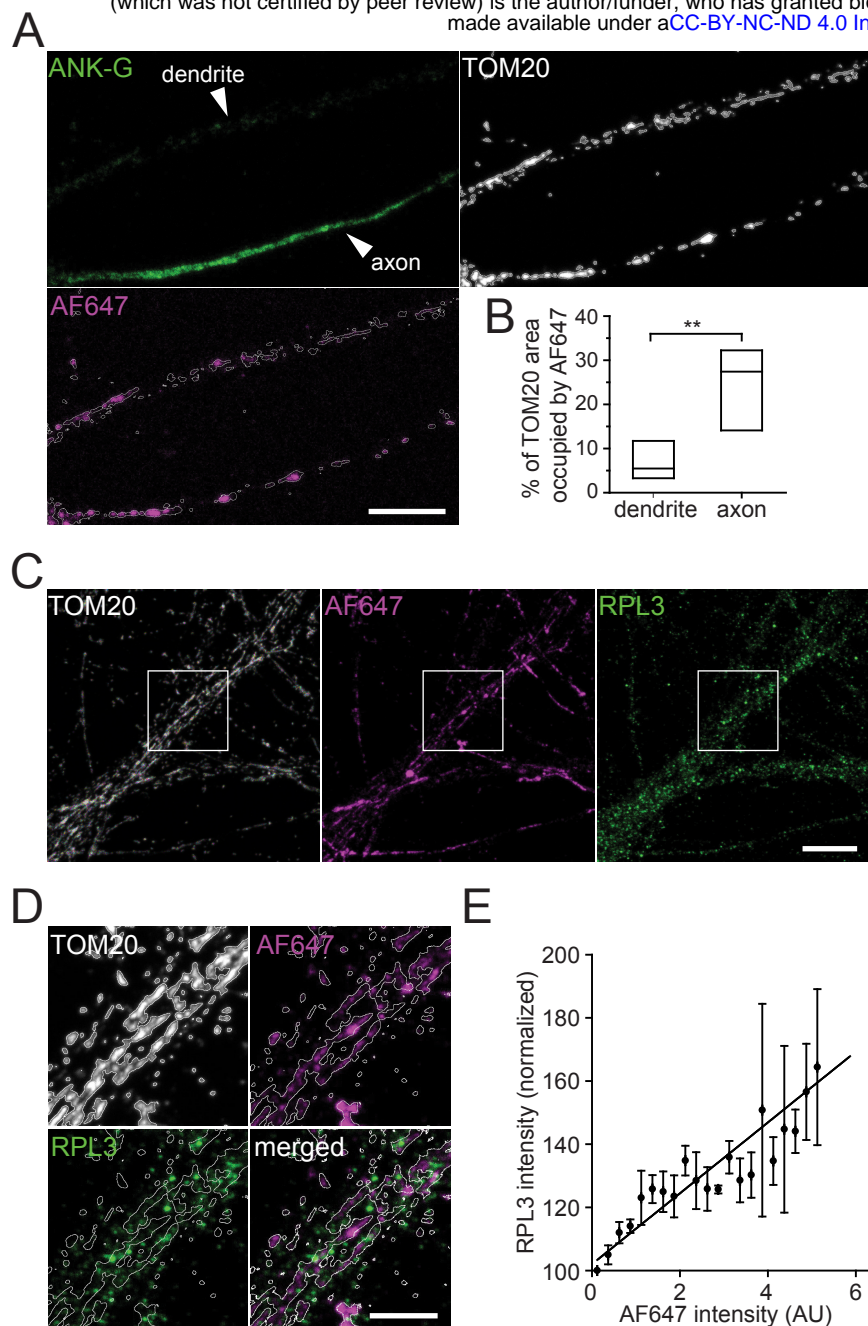 (which was not certified by peer review) is the author/funder, who has granted bio
made available under aCC-BY-NC-ND 4.0 In
A
ANK-G
dendrite
axon
TOM20
AF647
B
% of TOM20 area
occupied by AF647
40
30
20
10
0
**
dendrite
axon
C
TOM20
AF647
RPL3
D
TOM20
AF647
RPL3
merged
E
RPL3 intensity (normalized)
200
180
160
140
120
100
0
2
4
6
AF647 intensity (AU)